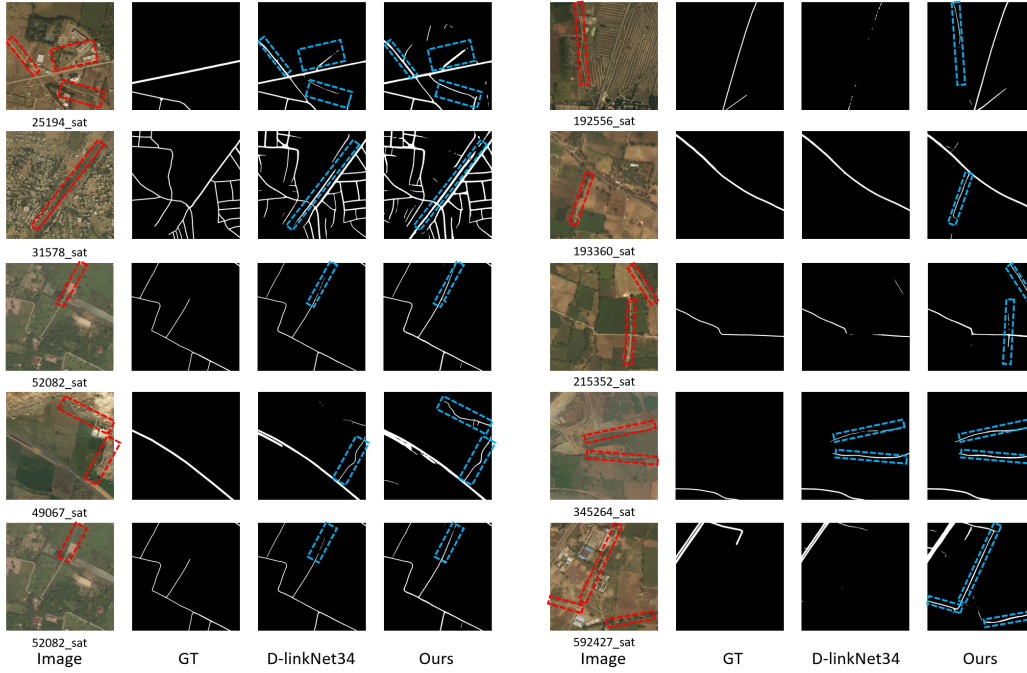 25194_sat
192556_sat
31578_sat
193360_sat
52082_sat
215352_sat
49067_sat
345264_sat
52082_sat
592427_sat
Image GT D-linkNet34 Ours Image GT D-linkNet34 Ours